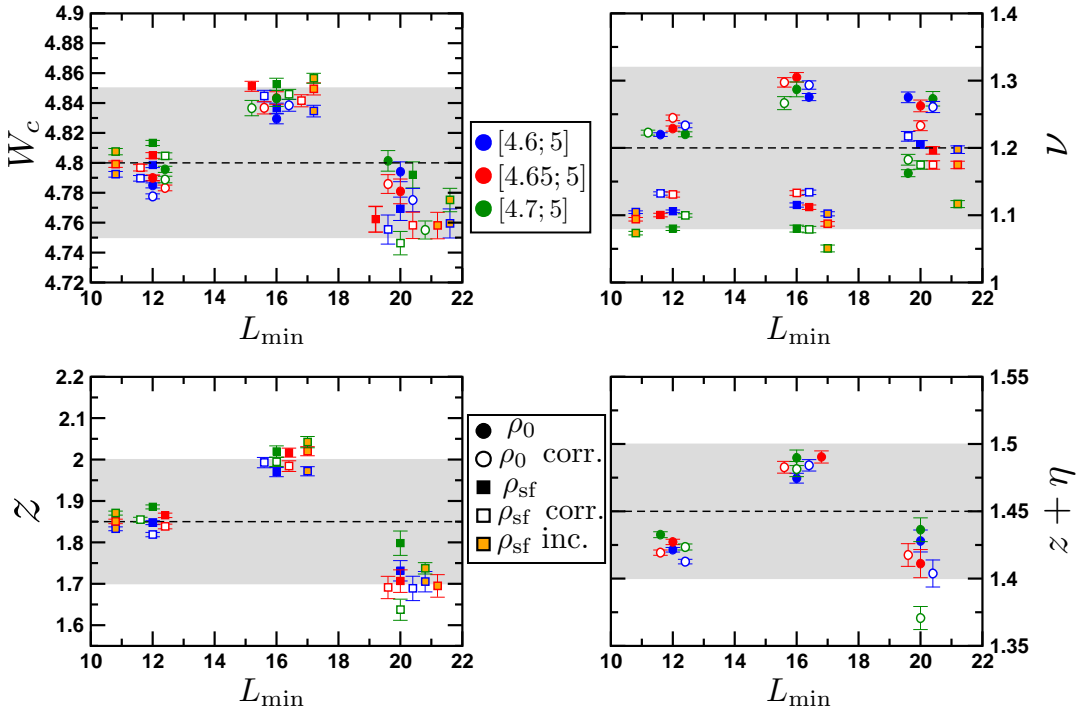 4.9
4.88
4.86
4.84
4.82
4.8
4.78
4.76
4.74
4.72
W_c
10 12 14 16 18 20 22
L_min
[4.6; 5]
[4.65; 5]
[4.7; 5]
1.4
1.3
1.2
1.1
1
ν
10 12 14 16 18 20 22
L_min
2.2
2.1
2
1.9
1.8
1.7
1.6
z
10 12 14 16 18 20 22
L_min
ρ_0
ρ_0 corr.
ρ_sf
ρ_sf corr.
ρ_sf inc.
1.55
1.5
1.45
1.4
1.35
z + η
10 12 14 16 18 20 22
L_min